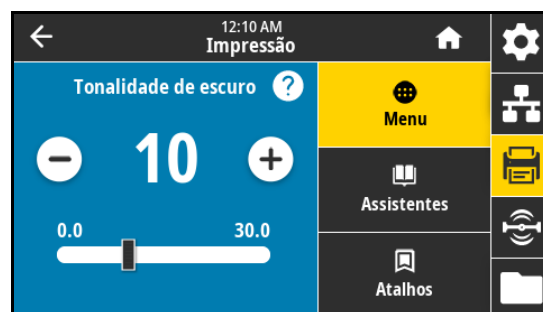 12:10 AM
Impressão
Tonalidade de escuro ?
10
0.0 30.0
Menu
Assistentes
Atalhos